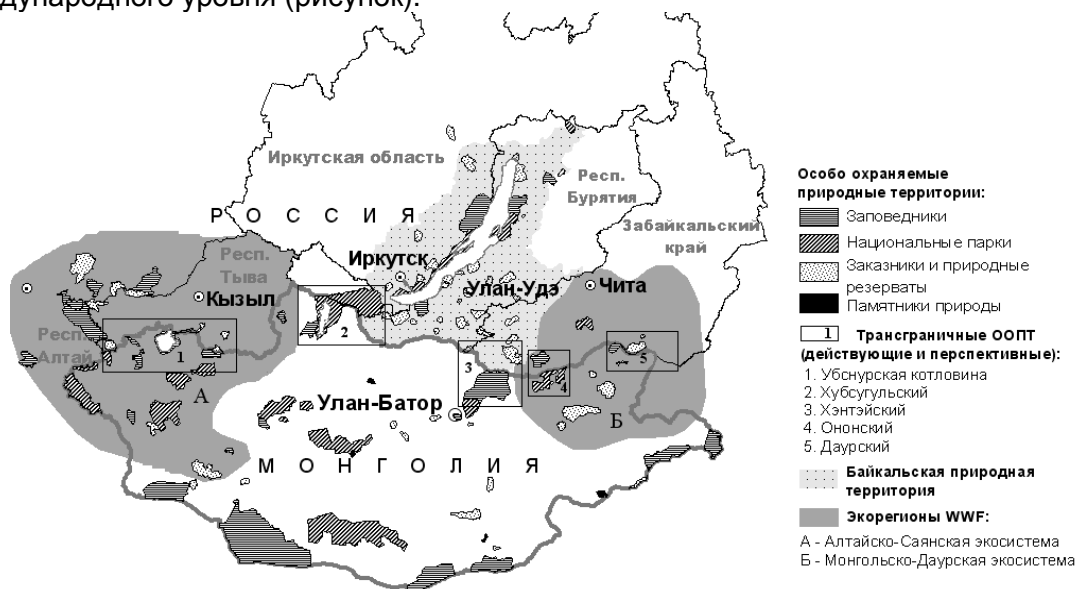 дународного уровня (рисунок).
Иркутская область
Респ.
Бурятия
Забайкальский
край
РОССИЯ
Респ.
Тыва
Иркутск
Улан-Удэ
Чита
Кызыл
Респ.
Алтай
1
2
3
4
5
А
Б
Улан-Батор
МОНГОЛИЯ
Особо охраняемые
природные территории:
Заповедники
Национальные парки
Заказники и природные
резерваты
Памятники природы
1 Трансграничные ООПТ
(действующие и перспективные):
1. Убснурская котловина
2. Хубсугульский
3. Хэнтэйский
4. Ононский
5. Даурский
Байкальская природная
территория
Экорегионы WWF:
А - Алтайско-Саянская экосистема
Б - Монгольско-Даурская экосистема